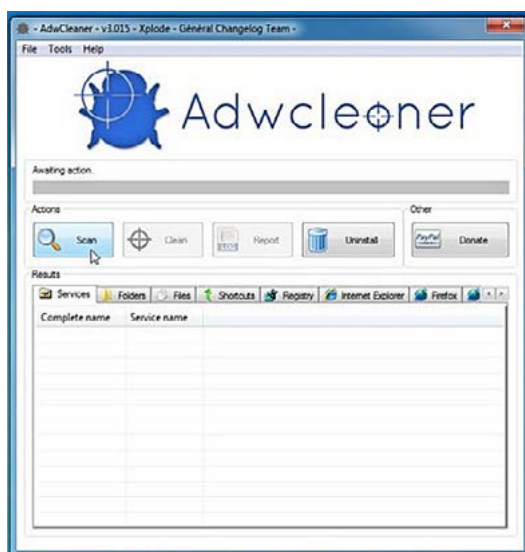 - AdwCleaner - v3.015 - Xplode - Général Changelog Team -
File Tools Help
Adwcleaner
Awaiting action.
Actions
Other
Scan
Clean
LOG
Report
Uninstall
PayPal
Donate
Results
Services Folders Files Shortcuts Registry Internet Explorer Firefox
Complete name Service name